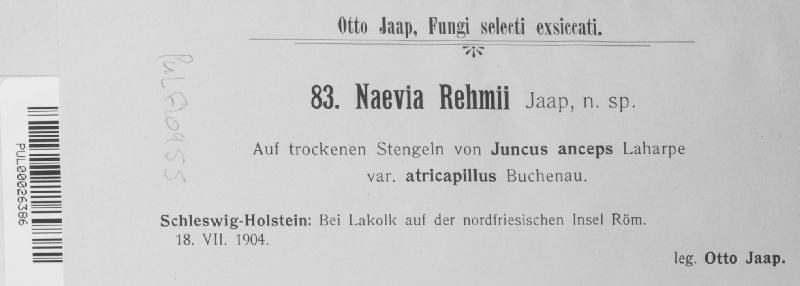 Otto Jaap, Fungi selecti exsiccati.
83. Naevia Rehmii Jaap, n. sp.
Auf trockenen Stengeln von Juncus anceps Laharpe
var. atricapillus Buchenau.
Schleswig-Holstein: Bei Lakolk auf der nordfriesischen Insel Röm.
18. VII. 1904.
leg. Otto Jaap.
PUL00026386